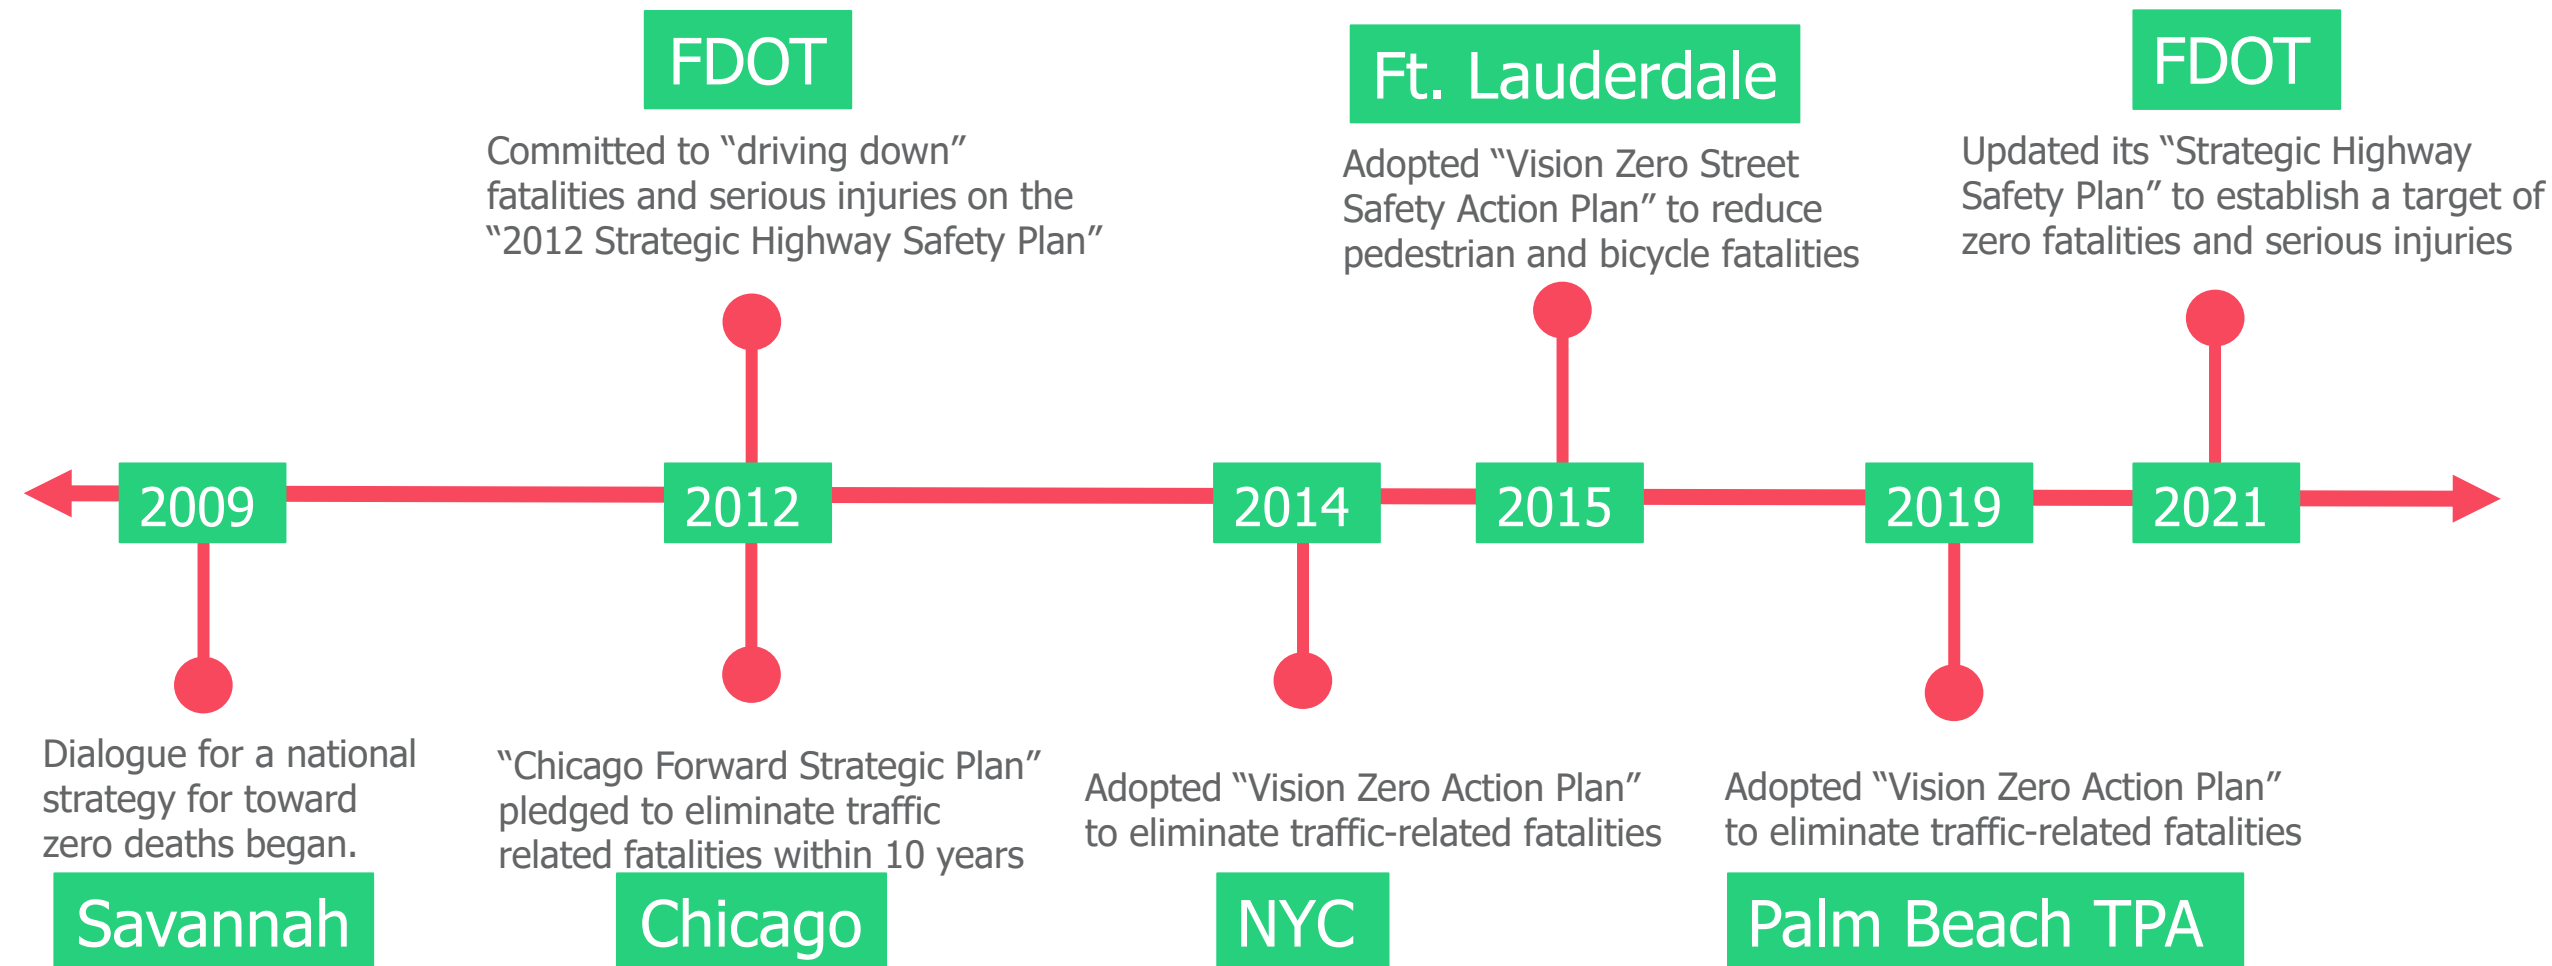 FDOT
Committed to “driving down”
fatalities and serious injuries on the
“2012 Strategic Highway Safety Plan”
Ft. Lauderdale
Adopted “Vision Zero Street
Safety Action Plan” to reduce
pedestrian and bicycle fatalities
FDOT
Updated its “Strategic Highway
Safety Plan” to establish a target of
zero fatalities and serious injuries
2009
2012
2014
2015
2019
2021
Dialogue for a national
strategy for toward
zero deaths began.
Savannah
“Chicago Forward Strategic Plan”
pledged to eliminate traffic
related fatalities within 10 years
Chicago
Adopted “Vision Zero Action Plan”
to eliminate traffic-related fatalities
NYC
Adopted “Vision Zero Action Plan”
to eliminate traffic-related fatalities
Palm Beach TPA